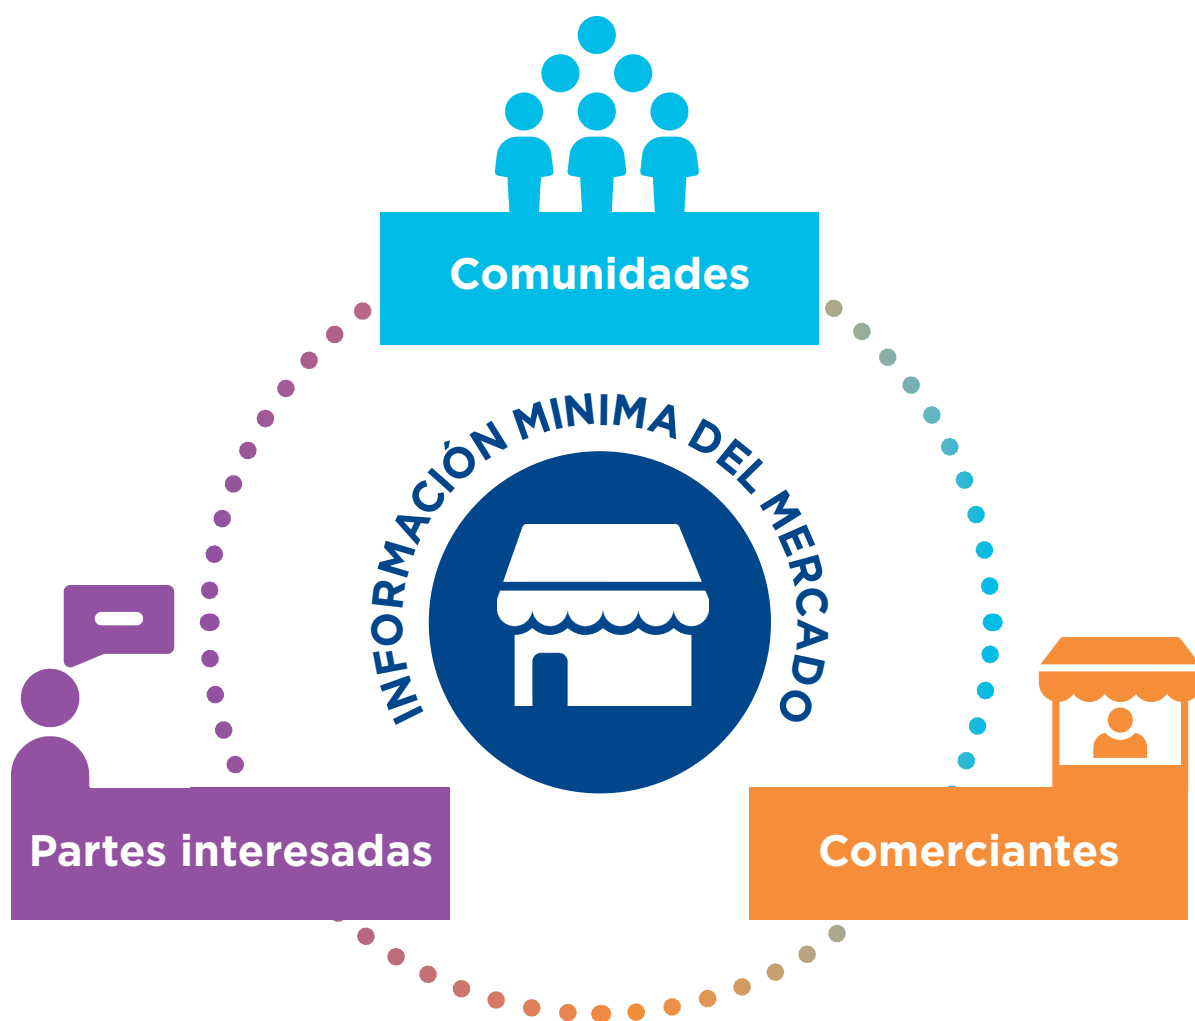 Comunidades
INFORMACIÓN MINIMA DEL MERCADO
Partes interesadas
Comerciantes